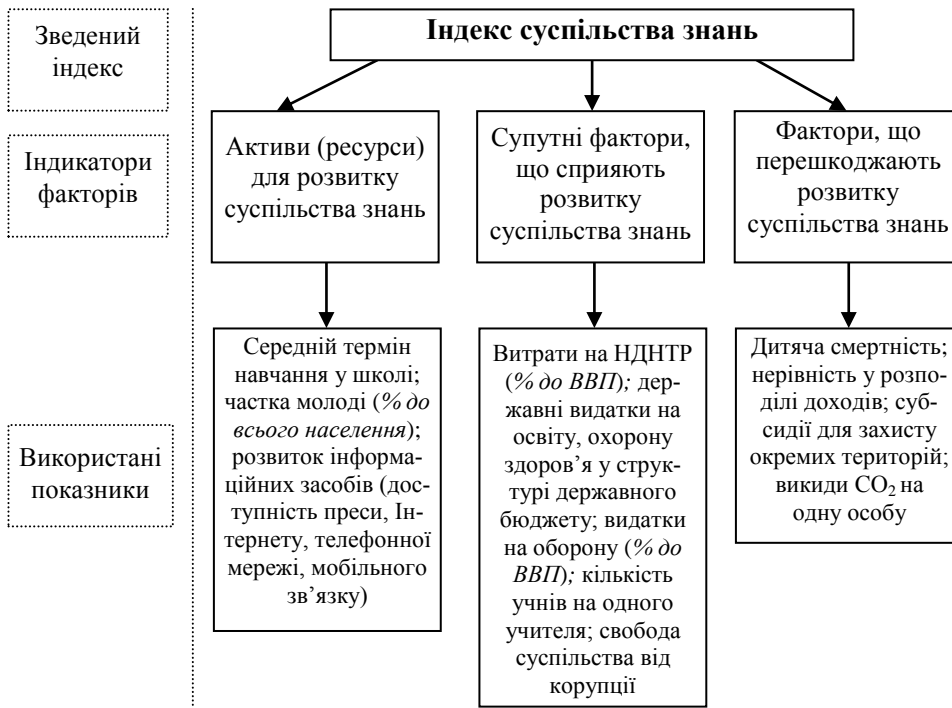 Зведений
індекс
Індекс суспільства знань
Індикатори
факторів
Активи (ресурси)
для розвитку
суспільства знань
Супутні фактори,
що сприяють
розвитку
суспільства знань
Фактори, що
перешкоджають
розвитку
суспільства знань
Використані
показники
Середній термін
навчання у школі;
частка молоді (% до
всього населення);
розвиток інформа-
ційних засобів (дос-
тупність преси, Ін-
тернету, телефонної
мережі, мобільного
зв’язку)
Витрати на НДНТР
(% до ВВП); дер-
жавні видатки на
освіту, охорону
здоров’я у струк-
турі державного
бюджету; видатки
на оборону (% до
ВВП); кількість
учнів на одного
учителя; свобода
суспільства від
корупції
Дитяча смертність;
нерівність у розпо-
ділі доходів; суб-
сидії для захисту
окремих територій;
викиди CO₂ на
одну особу